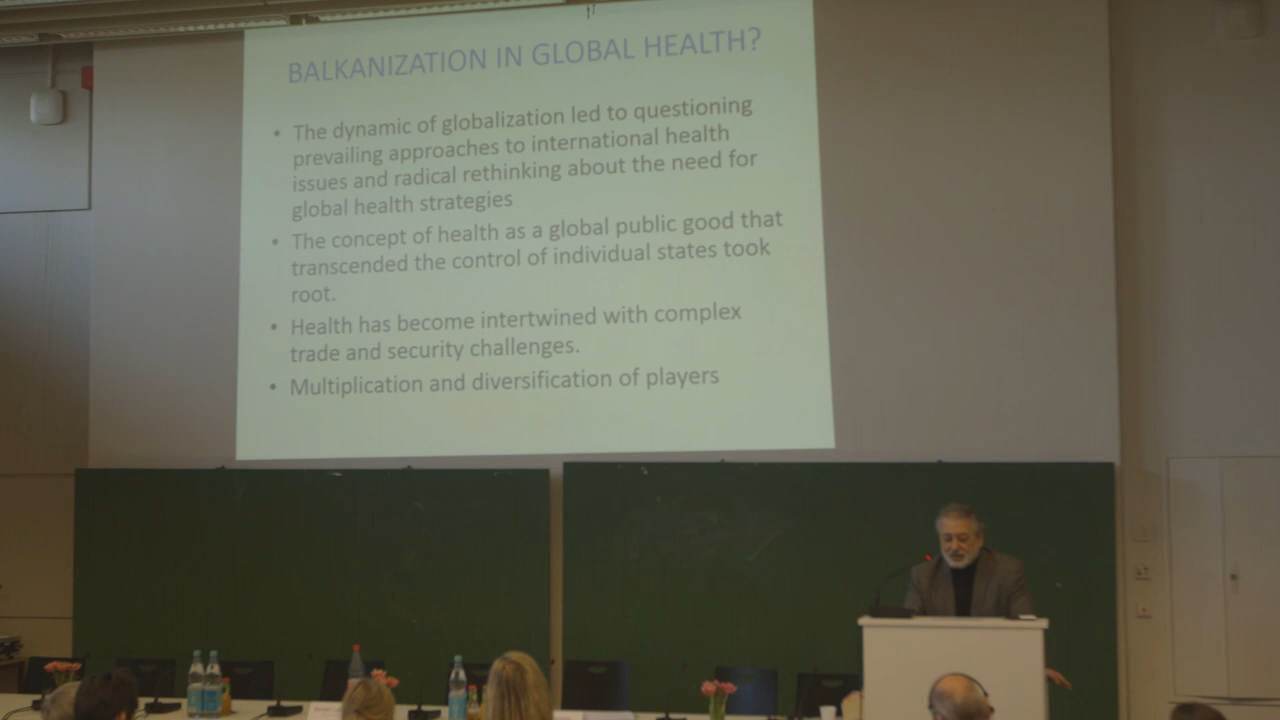 BALKANIZATION IN GLOBAL HEALTH?
• The dynamic of globalization led to questioning
prevailing approaches to international health
issues and radical rethinking about the need for
global health strategies
• The concept of health as a global public good that
transcended the control of individual states took
root.
• Health has become intertwined with complex
trade and security challenges.
• Multiplication and diversification of players